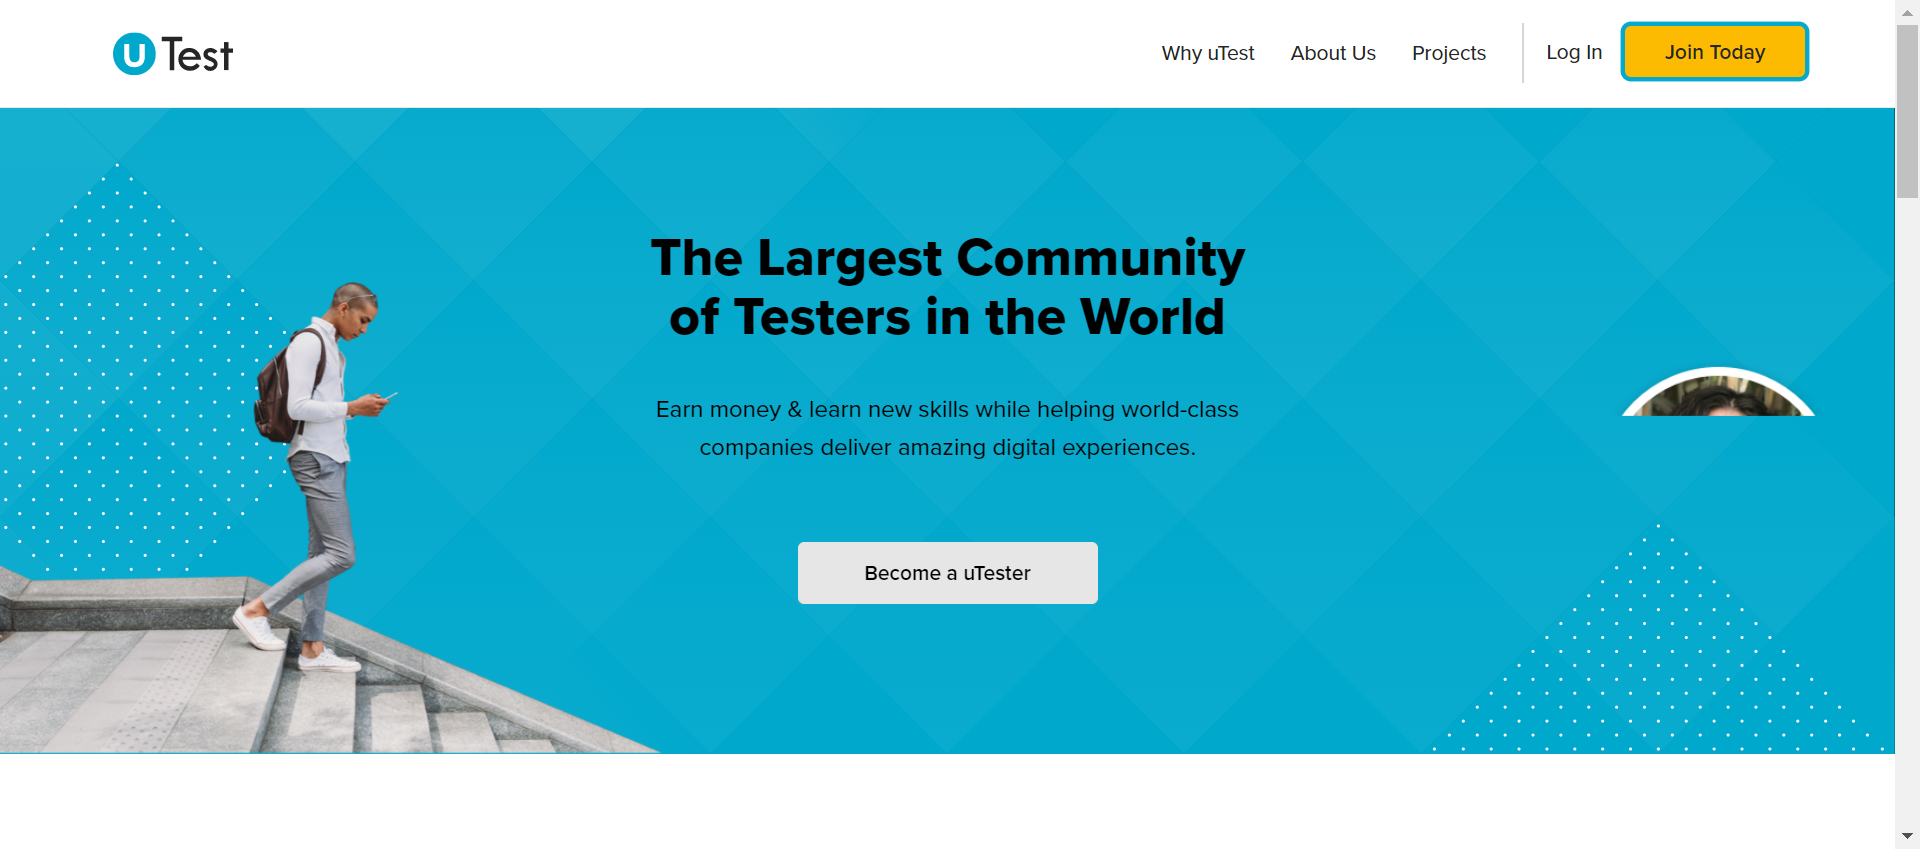 U Test
Why uTest
About Us
Projects
Log In
Join Today
The Largest Community
of Testers in the World
Earn money & learn new skills while helping world-class
companies deliver amazing digital experiences.
Become a uTester